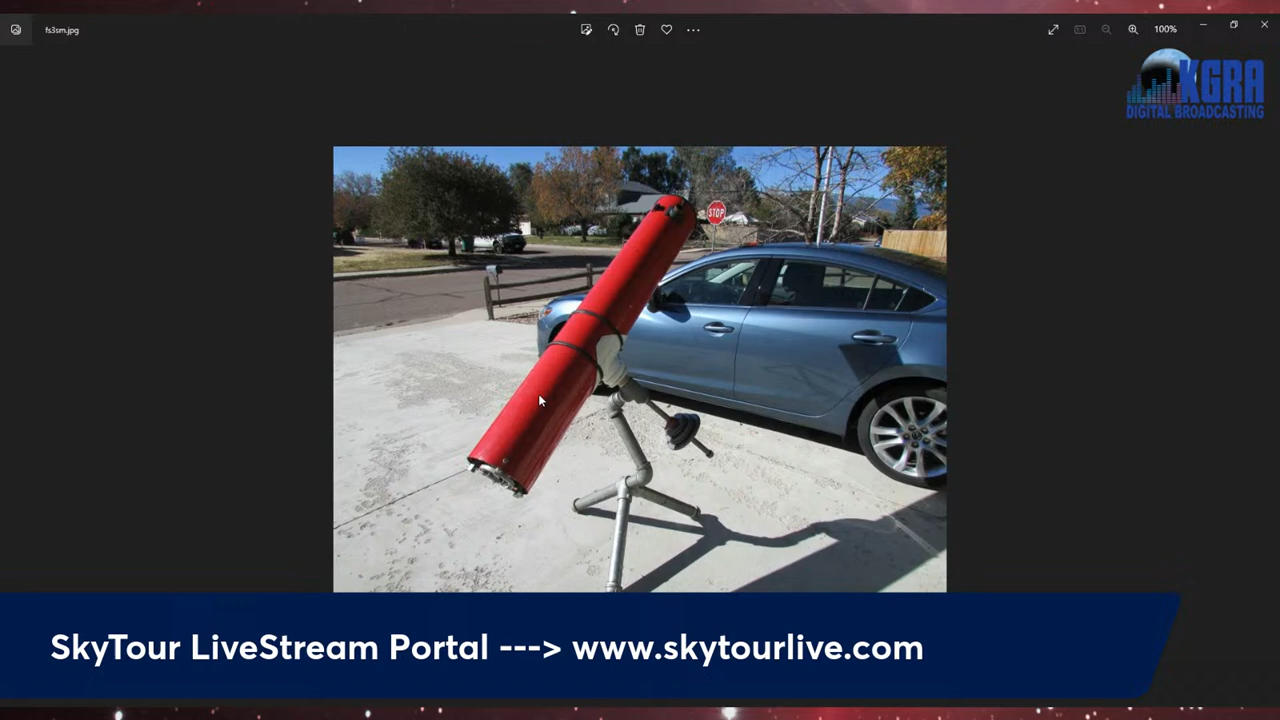 fs3sm.jpg
100%
KGRA
DIGITAL BROADCASTING
STOP
SkyTour LiveStream Portal ---> www.skytourlive.com